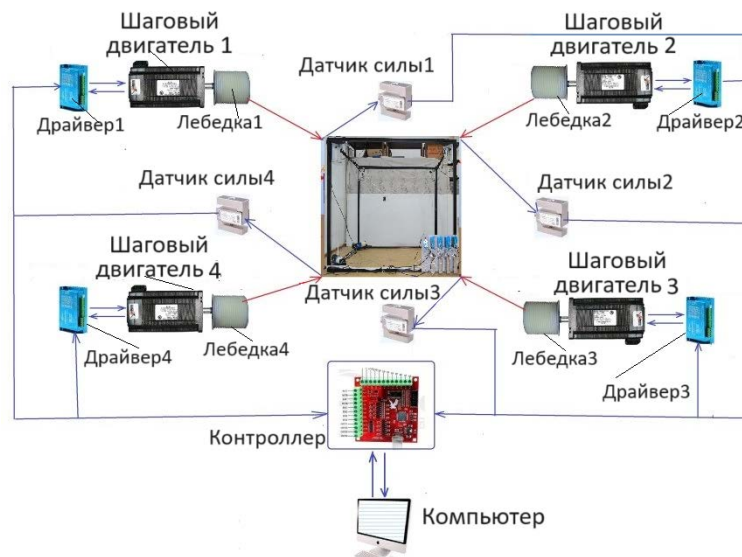 Шаговый
двигатель 1
Датчик силы1
Шаговый
двигатель 2
Драйвер1
Лебедка1
Лебедка2
Драйвер2
Датчик силы4
Датчик силы2
Шаговый
двигатель 4
Датчик силы3
Шаговый
двигатель 3
Драйвер4
Лебедка4
Лебедка3
Драйвер3
Контроллер
Компьютер